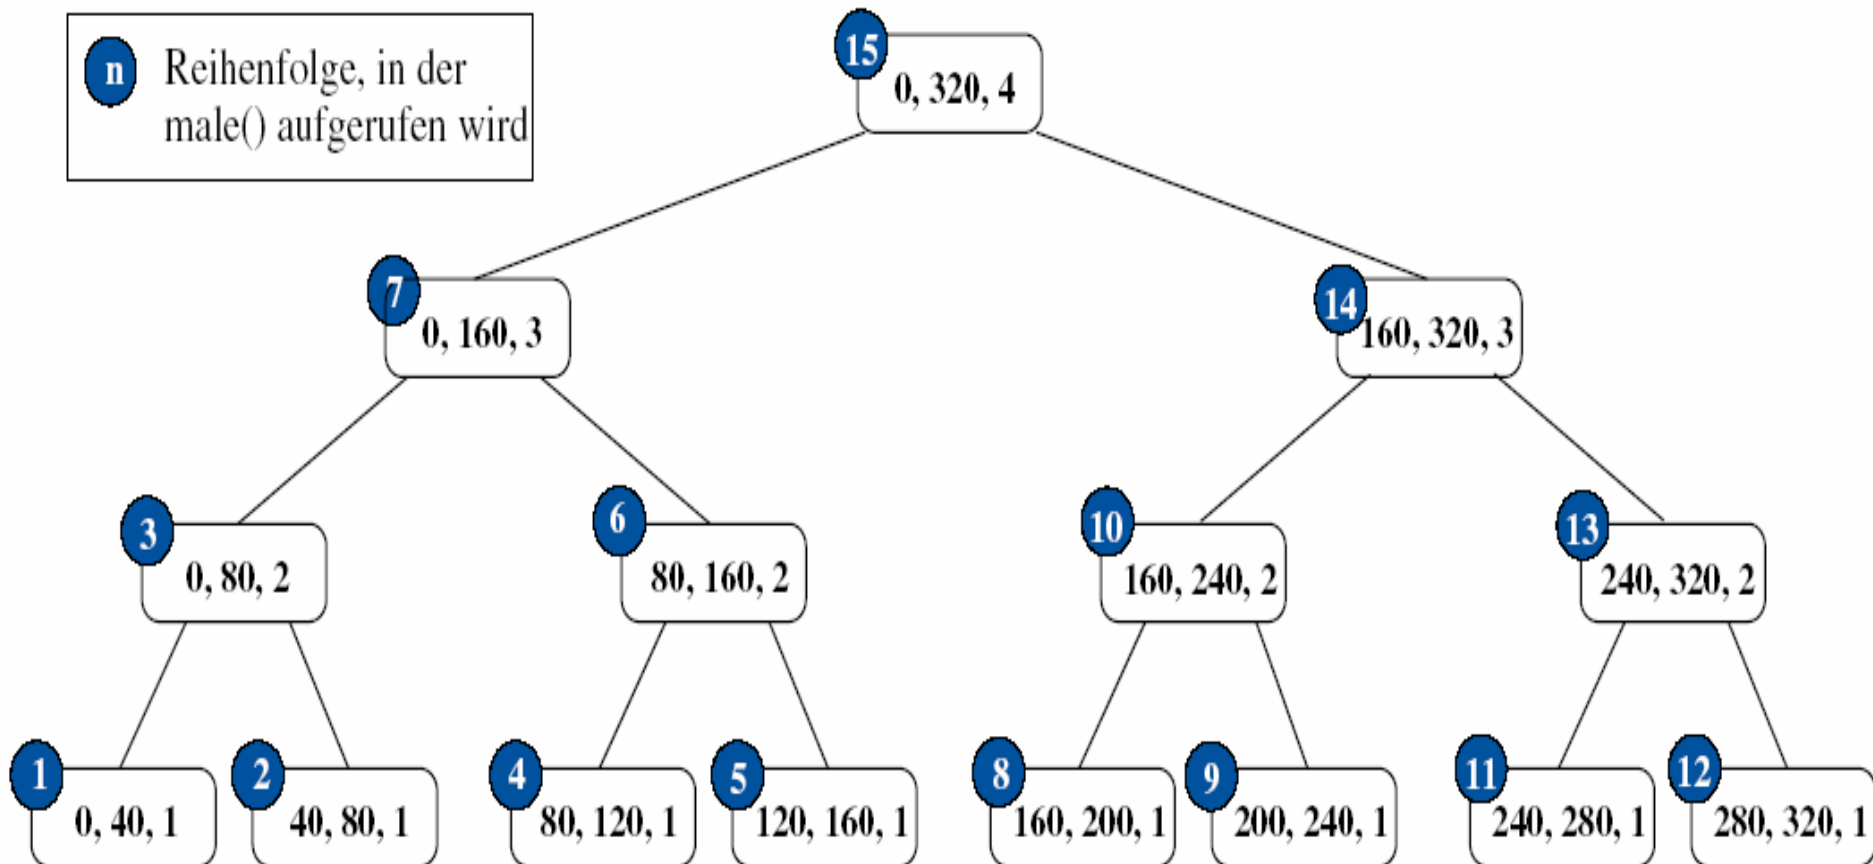 n Reihenfolge, in der
male() aufgerufen wird
15
0, 320, 4
7
0, 160, 3
14
160, 320, 3
3
0, 80, 2
6
80, 160, 2
10
160, 240, 2
13
240, 320, 2
1
0, 40, 1
2
40, 80, 1
4
80, 120, 1
5
120, 160, 1
8
160, 200, 1
9
200, 240, 1
11
240, 280, 1
12
280, 320, 1